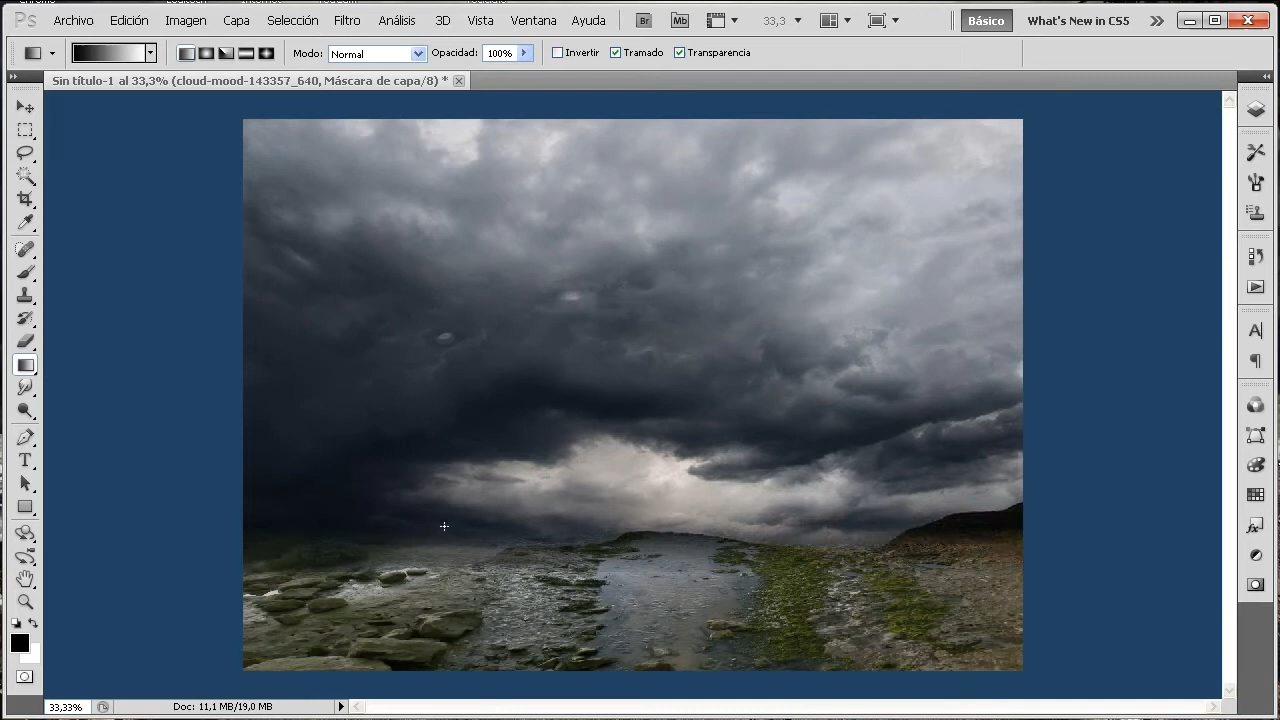 Ps Archivo Edición Imagen Capa Selección Filtro Análisis 3D Vista Ventana Ayuda Br Mb 33,3 Básico What's New in CS5
Modo: Normal Opacidad: 100% Invertir Tramado Transparencia
Sin título-1 al 33,3% (cloud-mood-143357_640, Máscara de capa/8) *
33,33% Doc: 11,1 MB/19,0 MB